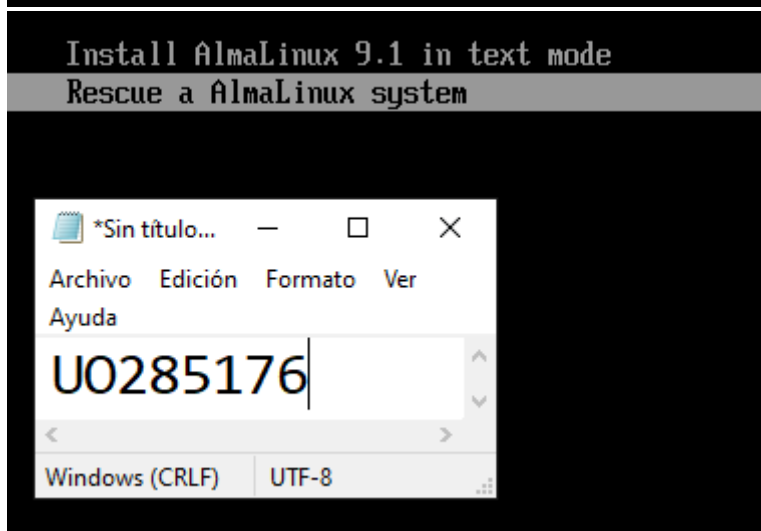 Install AlmaLinux 9.1 in text mode
Rescue a AlmaLinux system
*Sin título...
Archivo Edición Formato Ver
Ayuda
UO285176
Windows (CRLF) UTF-8